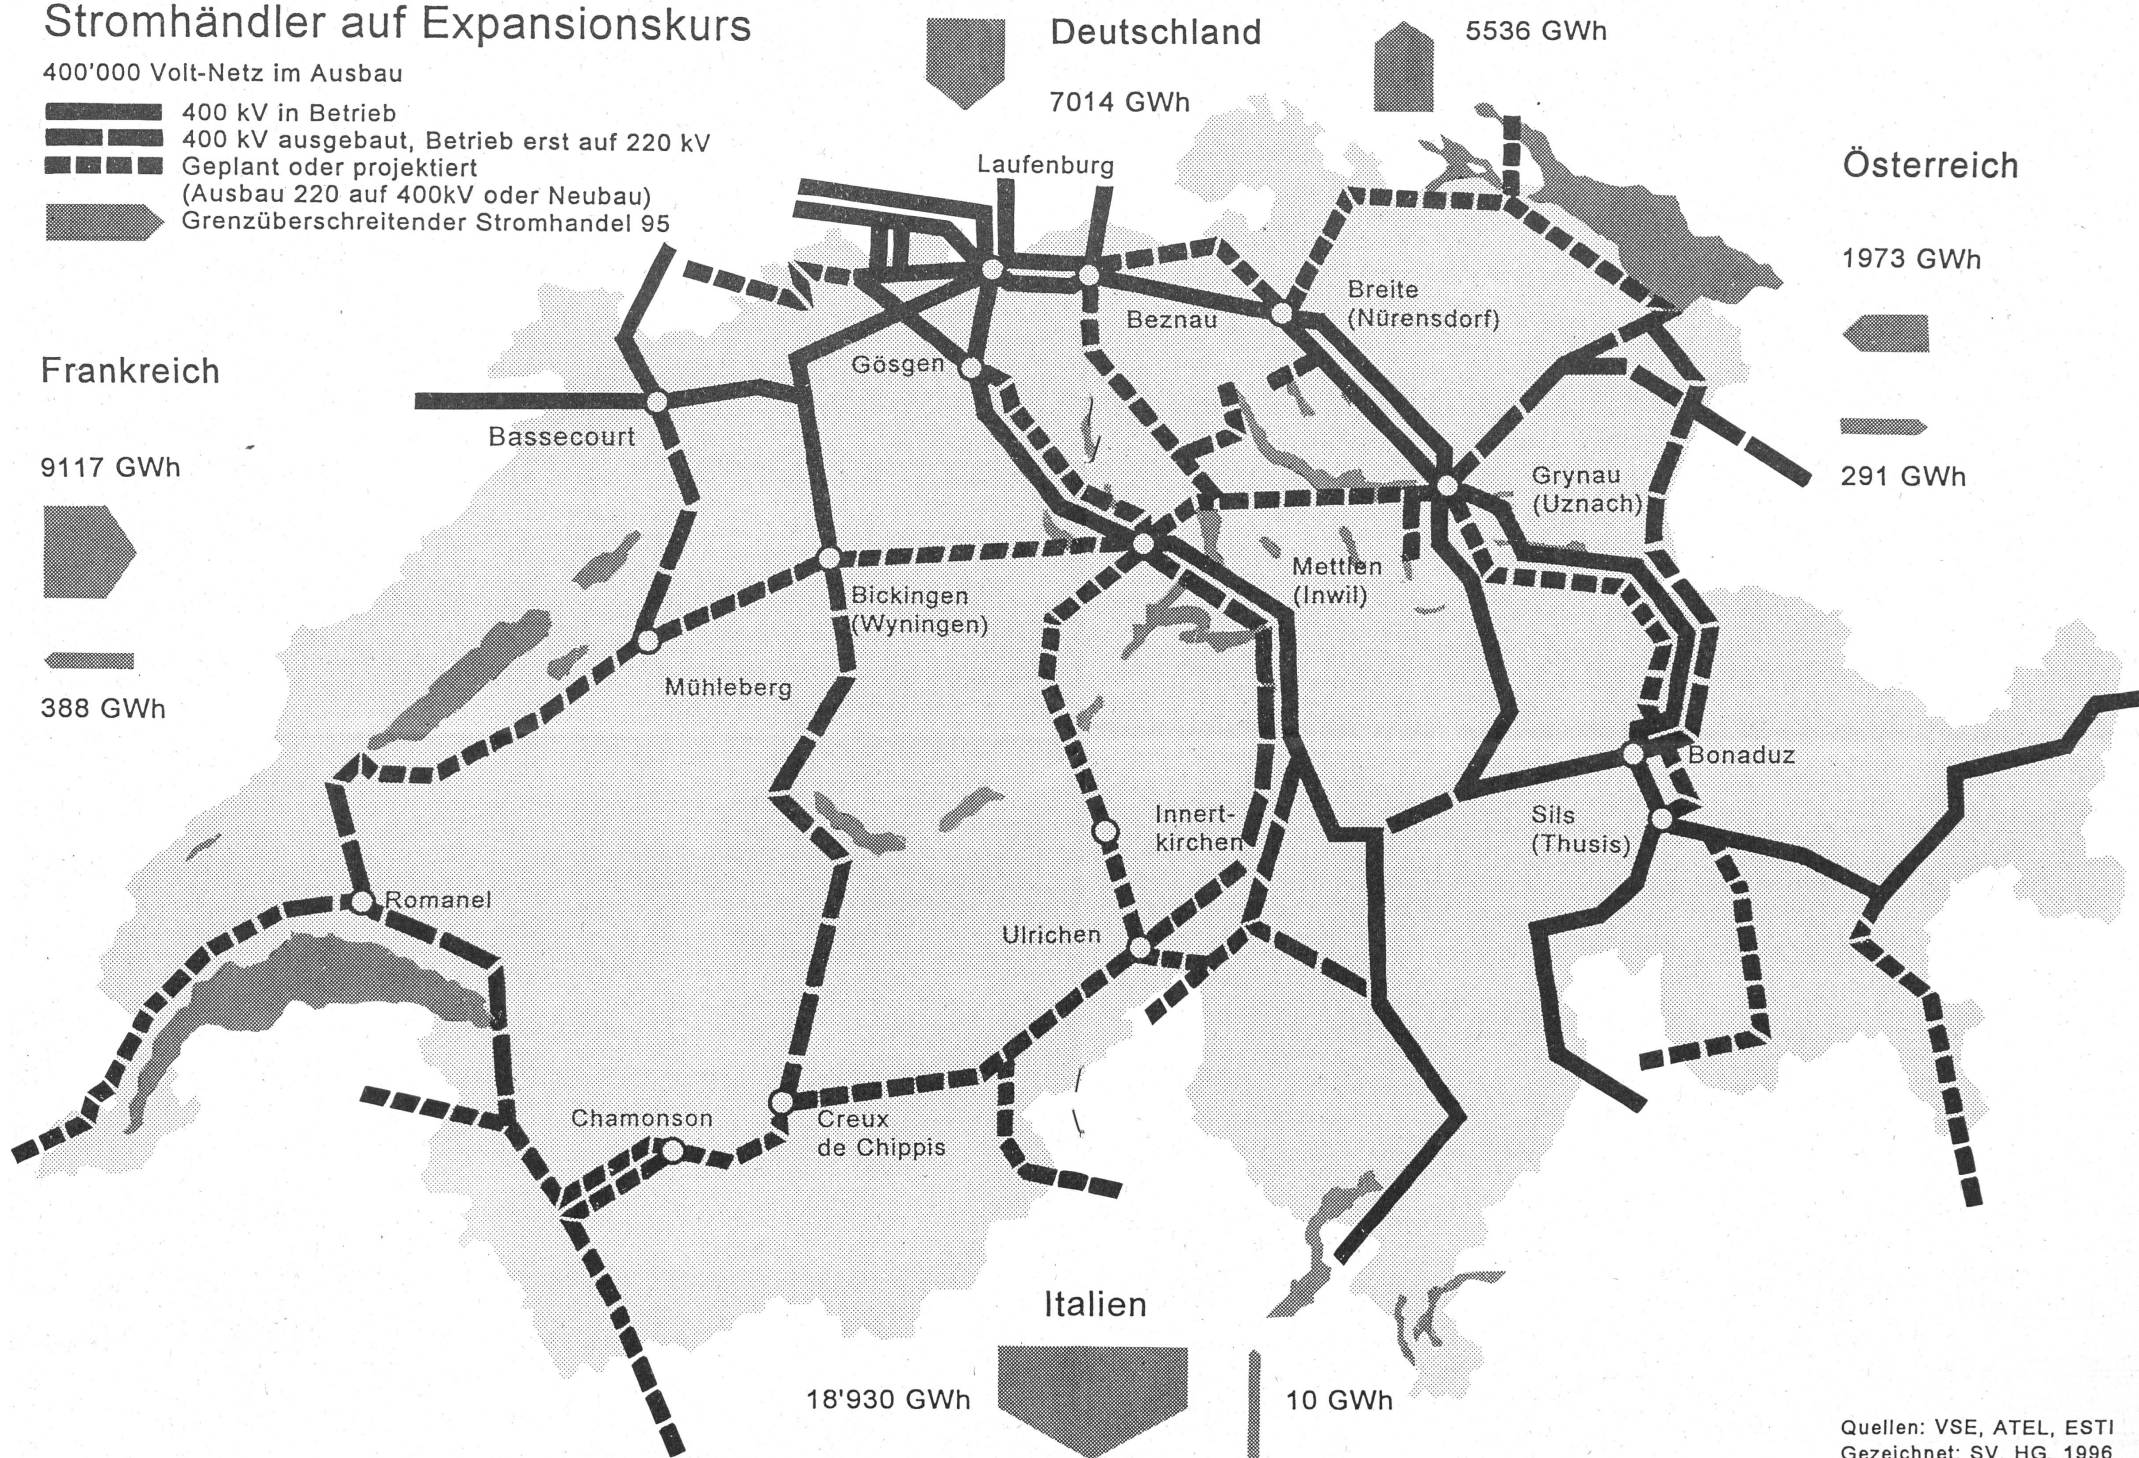 Stromhändler auf Expansionskurs
400'000 Volt-Netz im Ausbau
400 kV in Betrieb
400 kV ausgebaut, Betrieb erst auf 220 kV
Geplant oder projektiert
(Ausbau 220 auf 400kV oder Neubau)
Grenzüberschreitender Stromhandel 95
Deutschland
7014 GWh
5536 GWh
Laufenburg
Österreich
1973 GWh
291 GWh
Frankreich
9117 GWh
388 GWh
Beznau
Breite
(Nürensdorf)
Gösgen
Bassecourt
Grynau
(Uznach)
Mettlen
(Inwil)
Bickingen
(Wyningen)
Mühleberg
Bonaduz
Innert-
kirchen
Sils
(Thusis)
Romanel
Ulrichen
Chamonson
Creux
de Chippis
Italien
18'930 GWh
10 GWh
Quellen: VSE, ATEL, ESTI
Gezeichnet: SV, HG, 1996